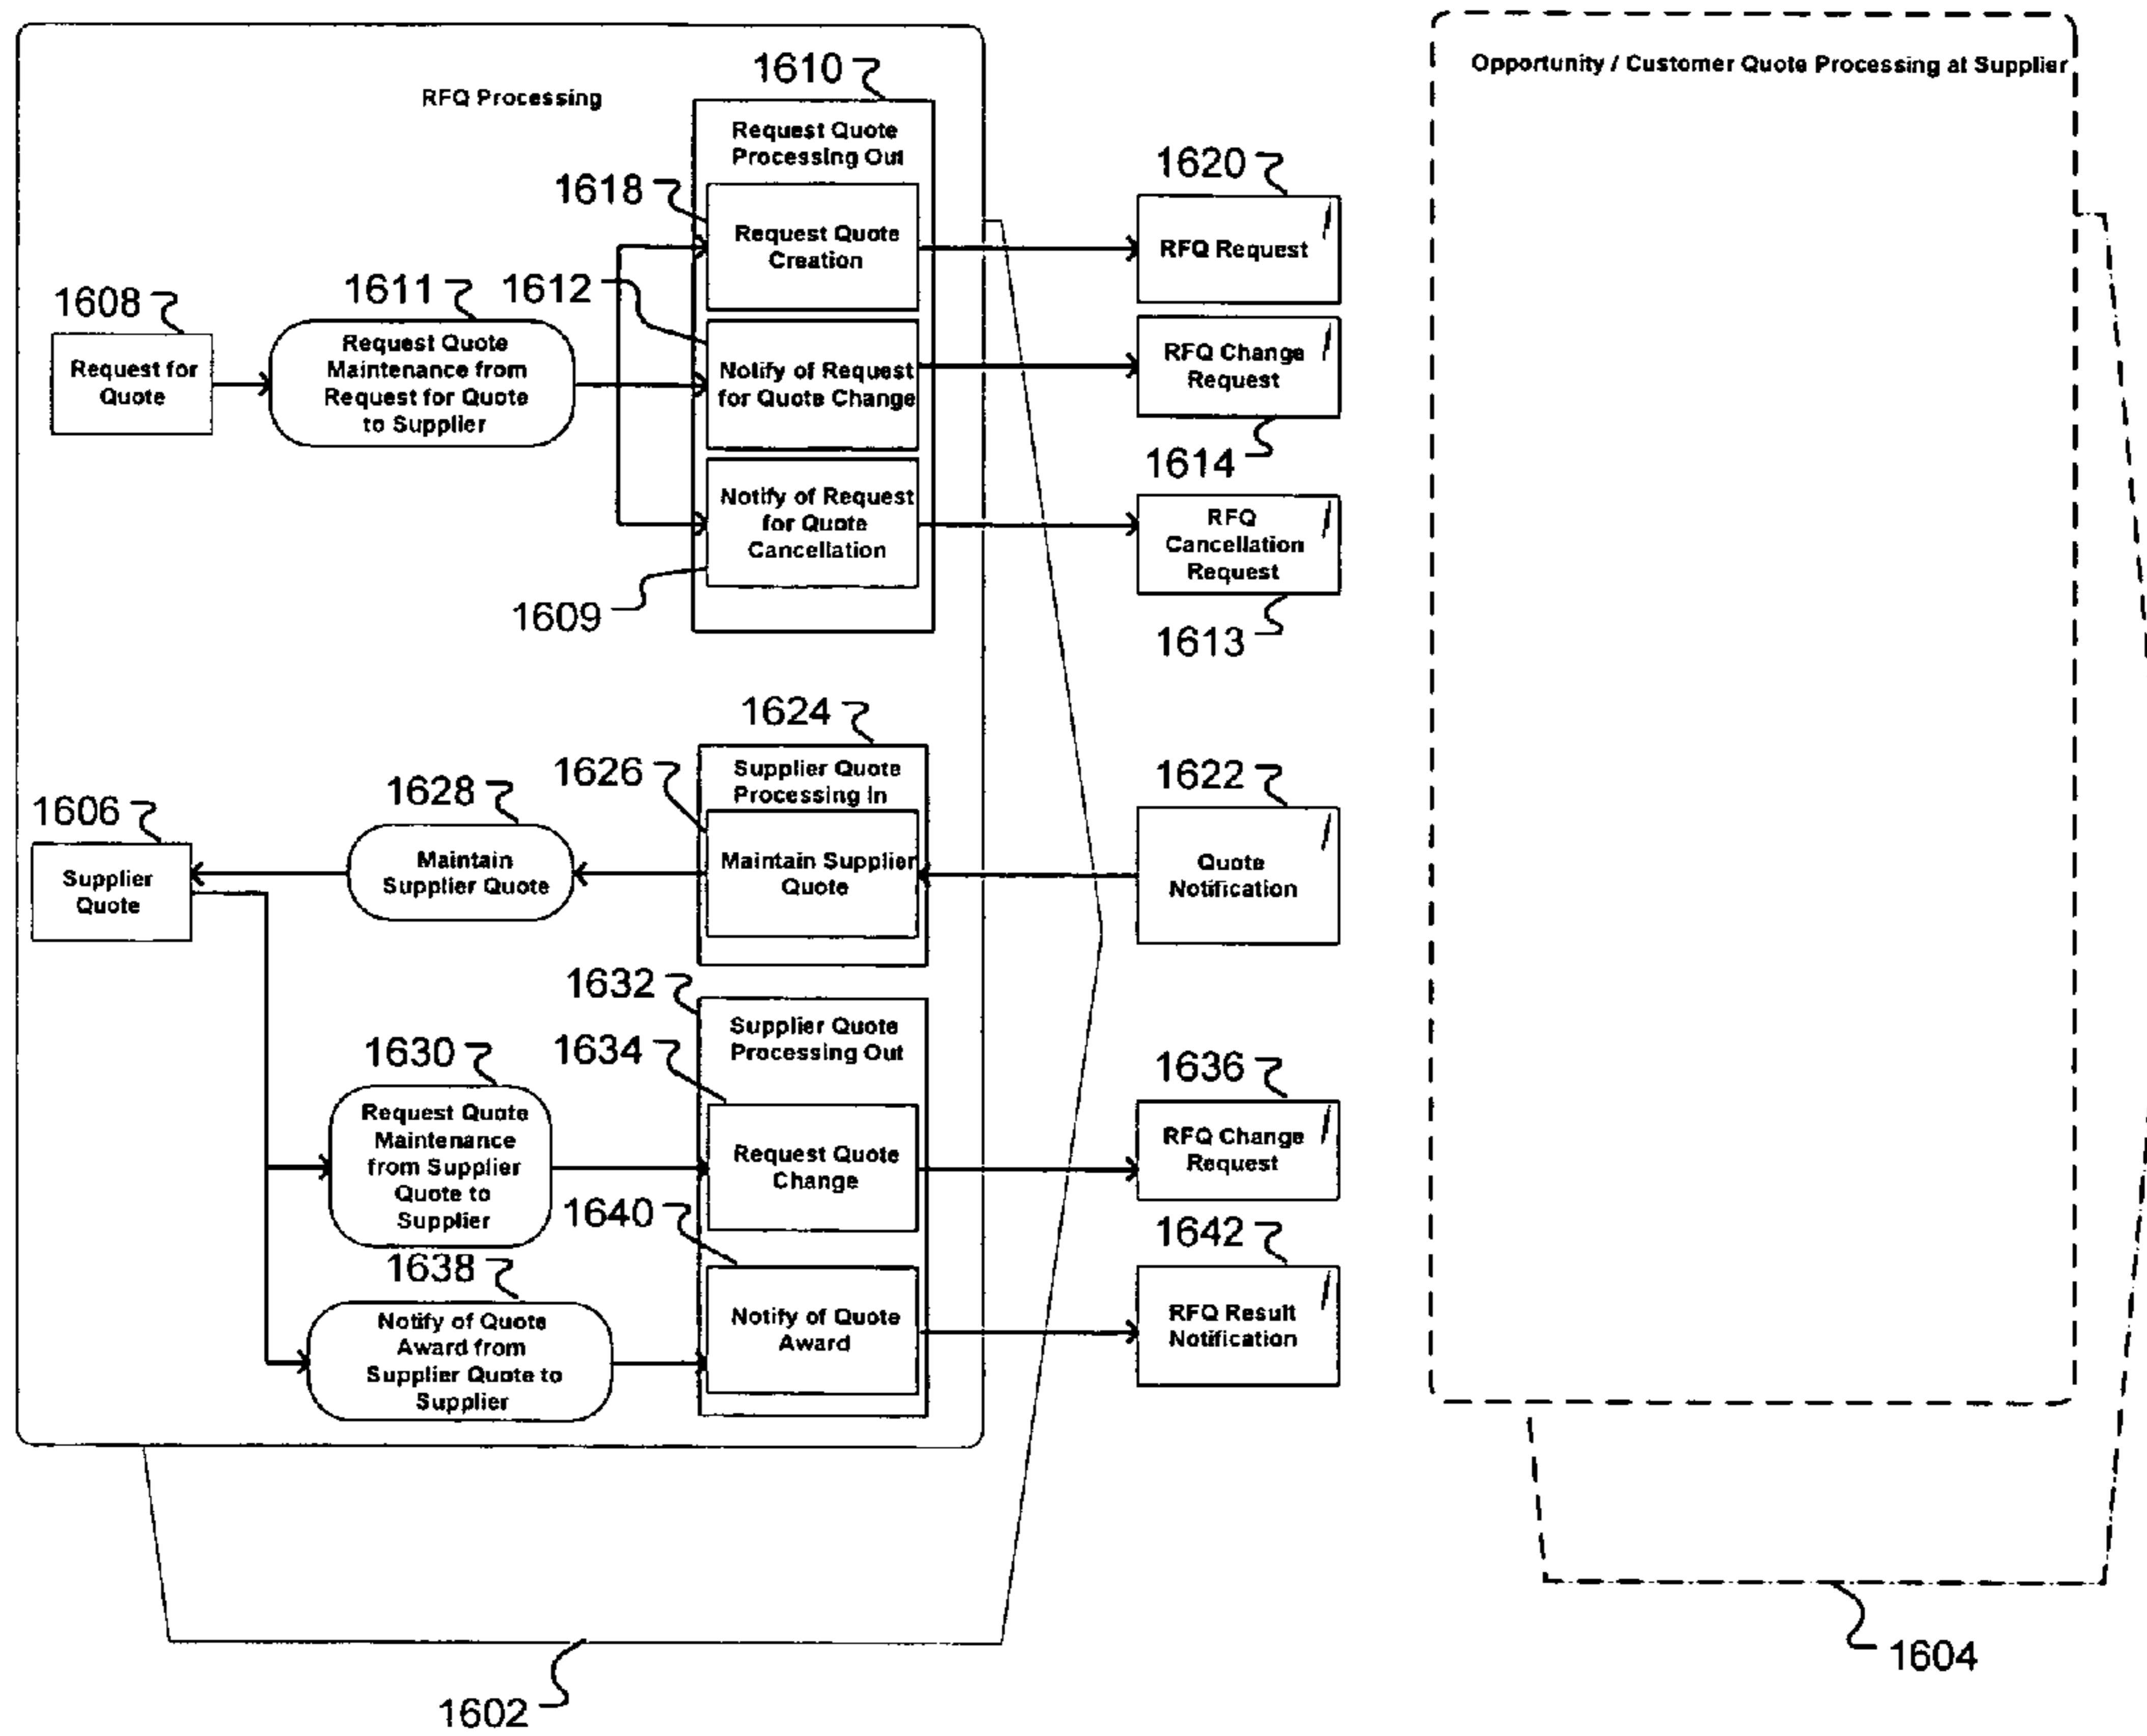 RFQ Processing
1610
Request Quote
Processing Out
1618
Request Quote
Creation
1620
RFQ Request
1608
Request for
Quote
1611
Request Quote
Maintenance from
Request for Quote
to Supplier
1612
Notify of Request
for Quote Change
RFQ Change
Request
1614
Notify of Request
for Quote
Cancellation
1609
RFQ
Cancellation
Request
1613
1624
Supplier Quote
Processing In
1626
Maintain Supplier
Quote
1622
Quote
Notification
1628
Maintain
Supplier Quote
1606
Supplier
Quote
1632
Supplier Quote
Processing Out
1634
Request Quote
Change
1630
Request Quote
Maintenance
from Supplier
Quote to
Supplier
1636
RFQ Change
Request
1640
Notify of Quote
Award
1638
Notify of Quote
Award from
Supplier Quote to
Supplier
1642
RFQ Result
Notification
1602
Opportunity / Customer Quote Processing at Supplier
1604